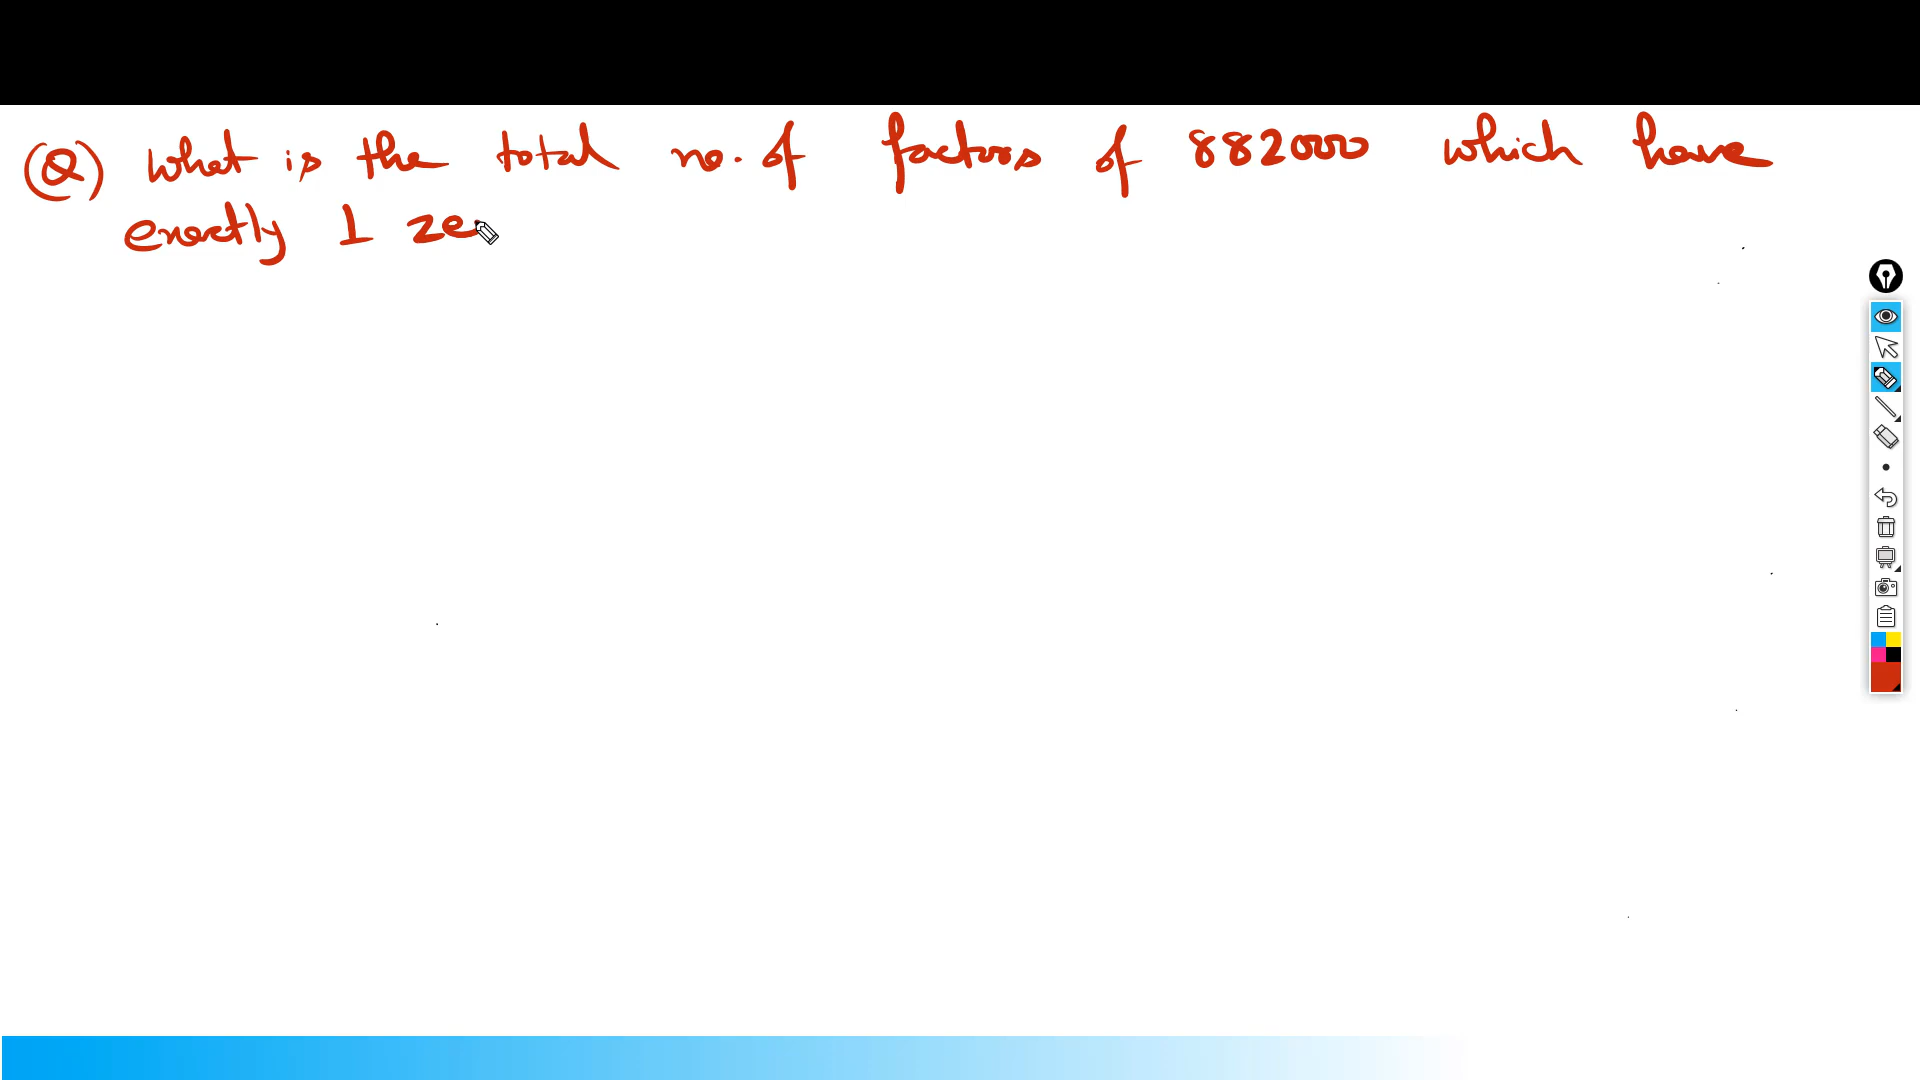 (Q) What is the total no. of factors of 882000 which have
exactly 1 ze